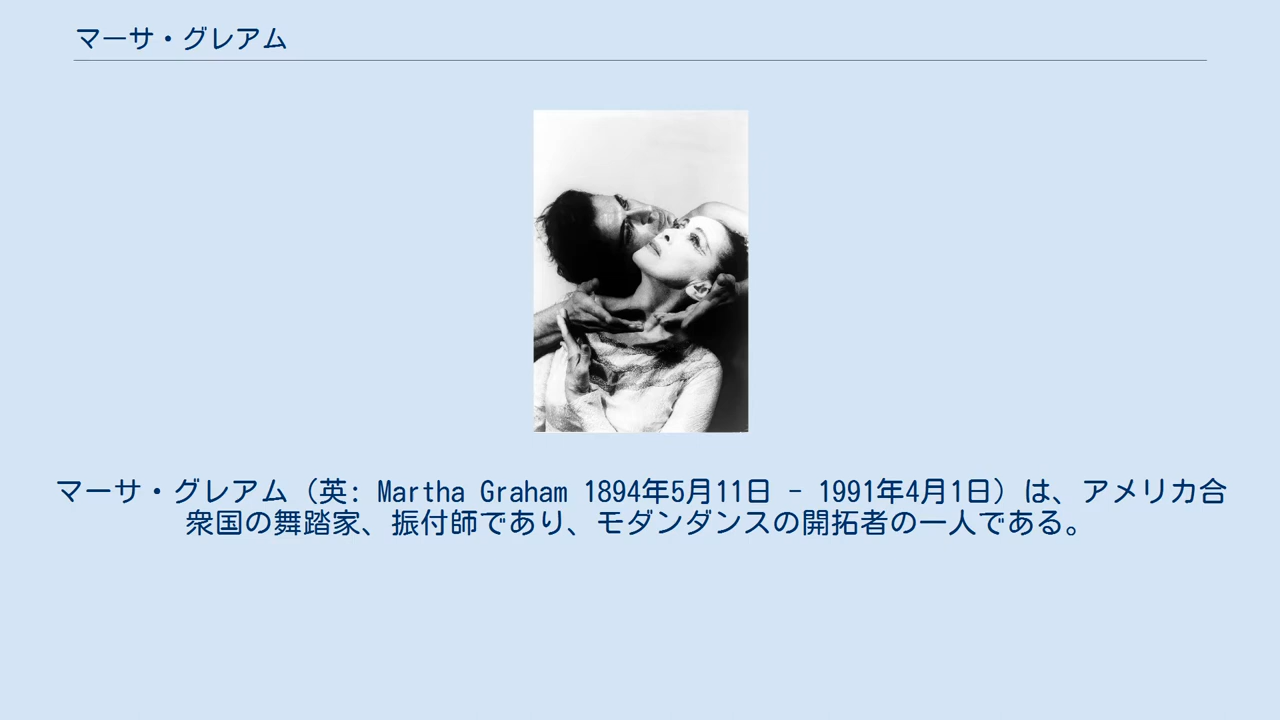 マーサ・グレアム
マーサ・グレアム（英: Martha Graham 1894年5月11日 - 1991年4月1日）は、アメリカ合
衆国の舞踏家、振付師であり、モダンダンスの開拓者の一人である。